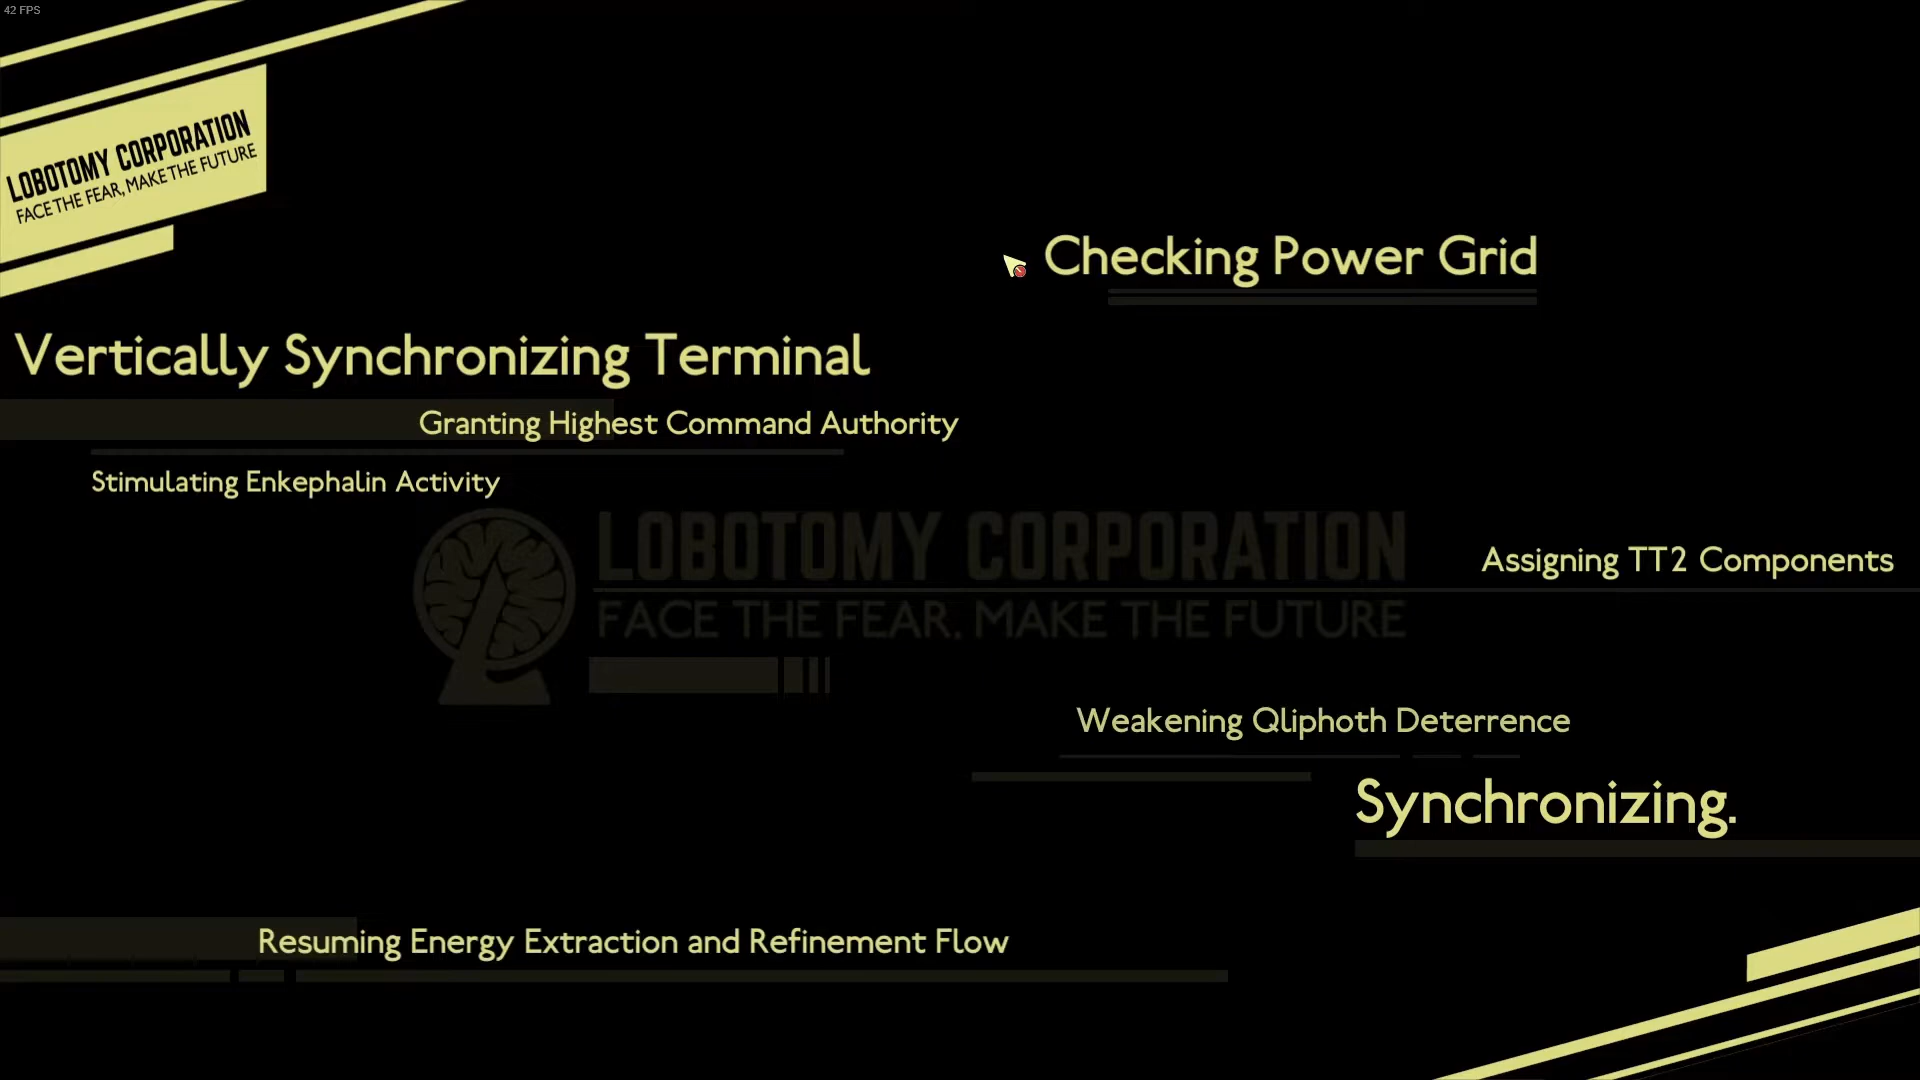 42 FPS
LOBOTOMY CORPORATION
FACE THE FEAR, MAKE THE FUTURE
Checking Power Grid
Vertically Synchronizing Terminal
Granting Highest Command Authority
Stimulating Enkephalin Activity
LOBOTOMY CORPORATION
FACE THE FEAR, MAKE THE FUTURE
Assigning TT2 Components
Weakening Qliphoth Deterrence
Synchronizing.
Resuming Energy Extraction and Refinement Flow